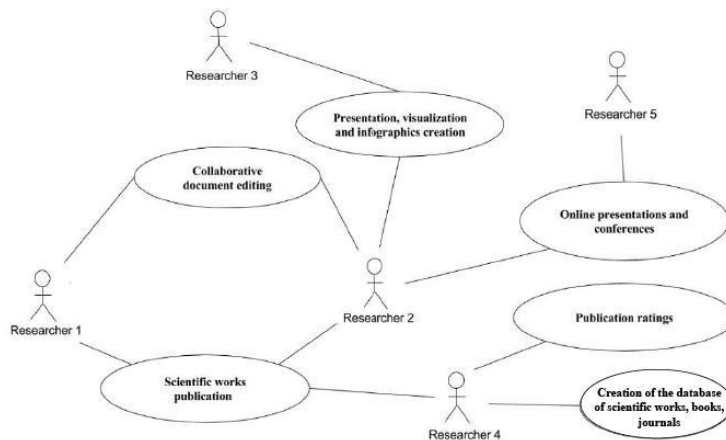 Researcher 3
Presentation, visualization
and infographics creation
Researcher 5
Collaborative
document editing
Online presentations and
conferences
Researcher 1
Researcher 2
Publication ratings
Scientific works
publication
Creation of the database
of scientific works, books,
journals
Researcher 4